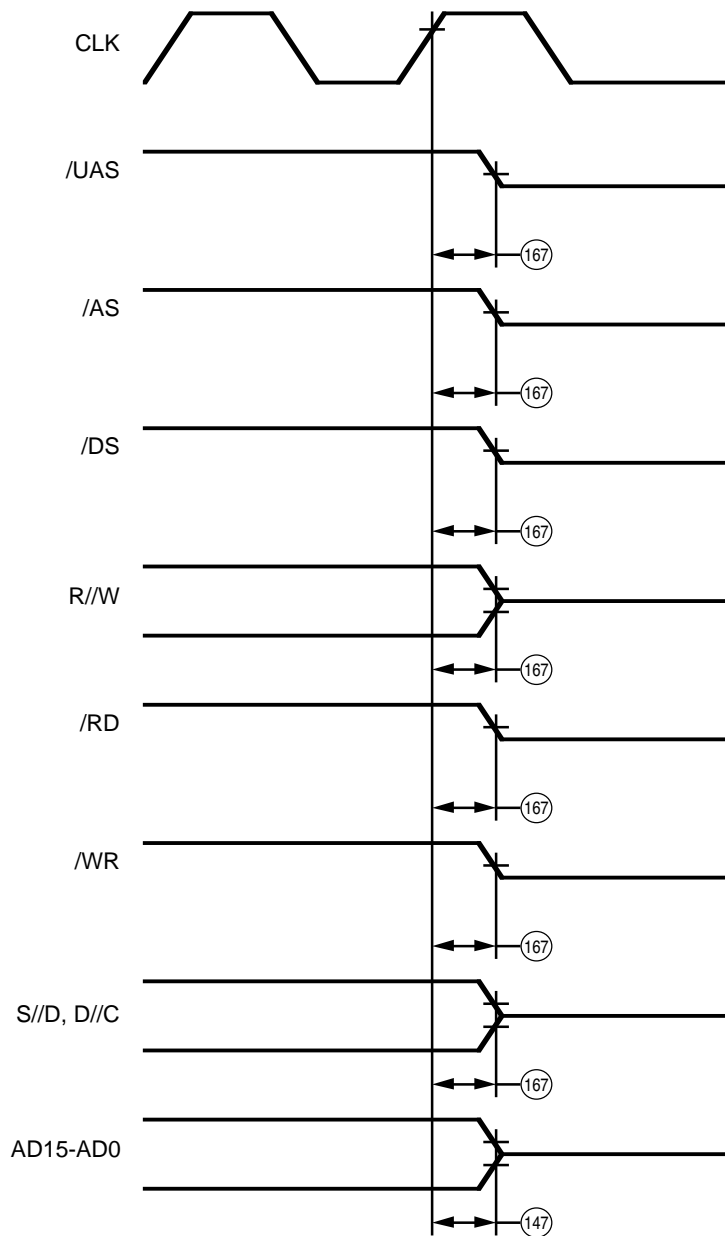 CLK
/UAS
167
/AS
167
/DS
167
R//W
167
/RD
167
/WR
167
S//D, D//C
167
AD15-AD0
147